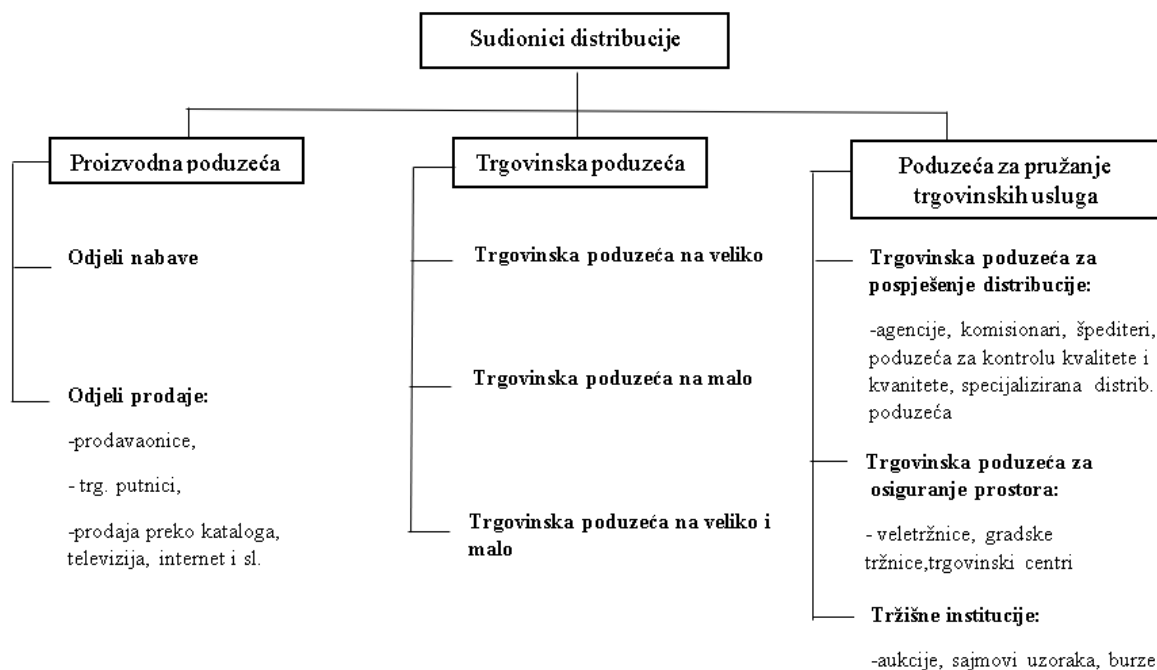 Sudionici distribucije
Proizvodna poduzeća
Odjeli nabave
Odjeli prodaje:
-prodavaonice,
- trg. putnici,
-prodaja preko kataloga,
televizija, internet i sl.
Trgovinska poduzeća
Trgovinska poduzeća na veliko
Trgovinska poduzeća na malo
Trgovinska poduzeća na veliko i
malo
Poduzeća za pružanje
trgovinskih usluga
Trgovinska poduzeća za
pospješenje distribucije:
-agencije, komisionari, špediteri,
poduzeća za kontrolu kvalitete i
kvanitete, specijalizirana distrib.
poduzeća
Trgovinska poduzeća za
osiguranje prostora:
- veletržnice, gradske
tržnice,trgovinski centri
Tržišne institucije:
-aukcije, sajmovi uzoraka, burze